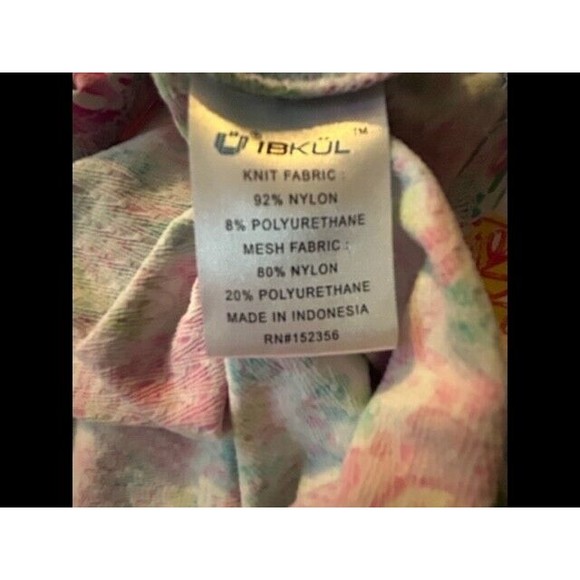 IBKÜL™
KNIT FABRIC :
92% NYLON
8% POLYURETHANE
MESH FABRIC :
80% NYLON
20% POLYURETHANE
MADE IN INDONESIA
RN#152356